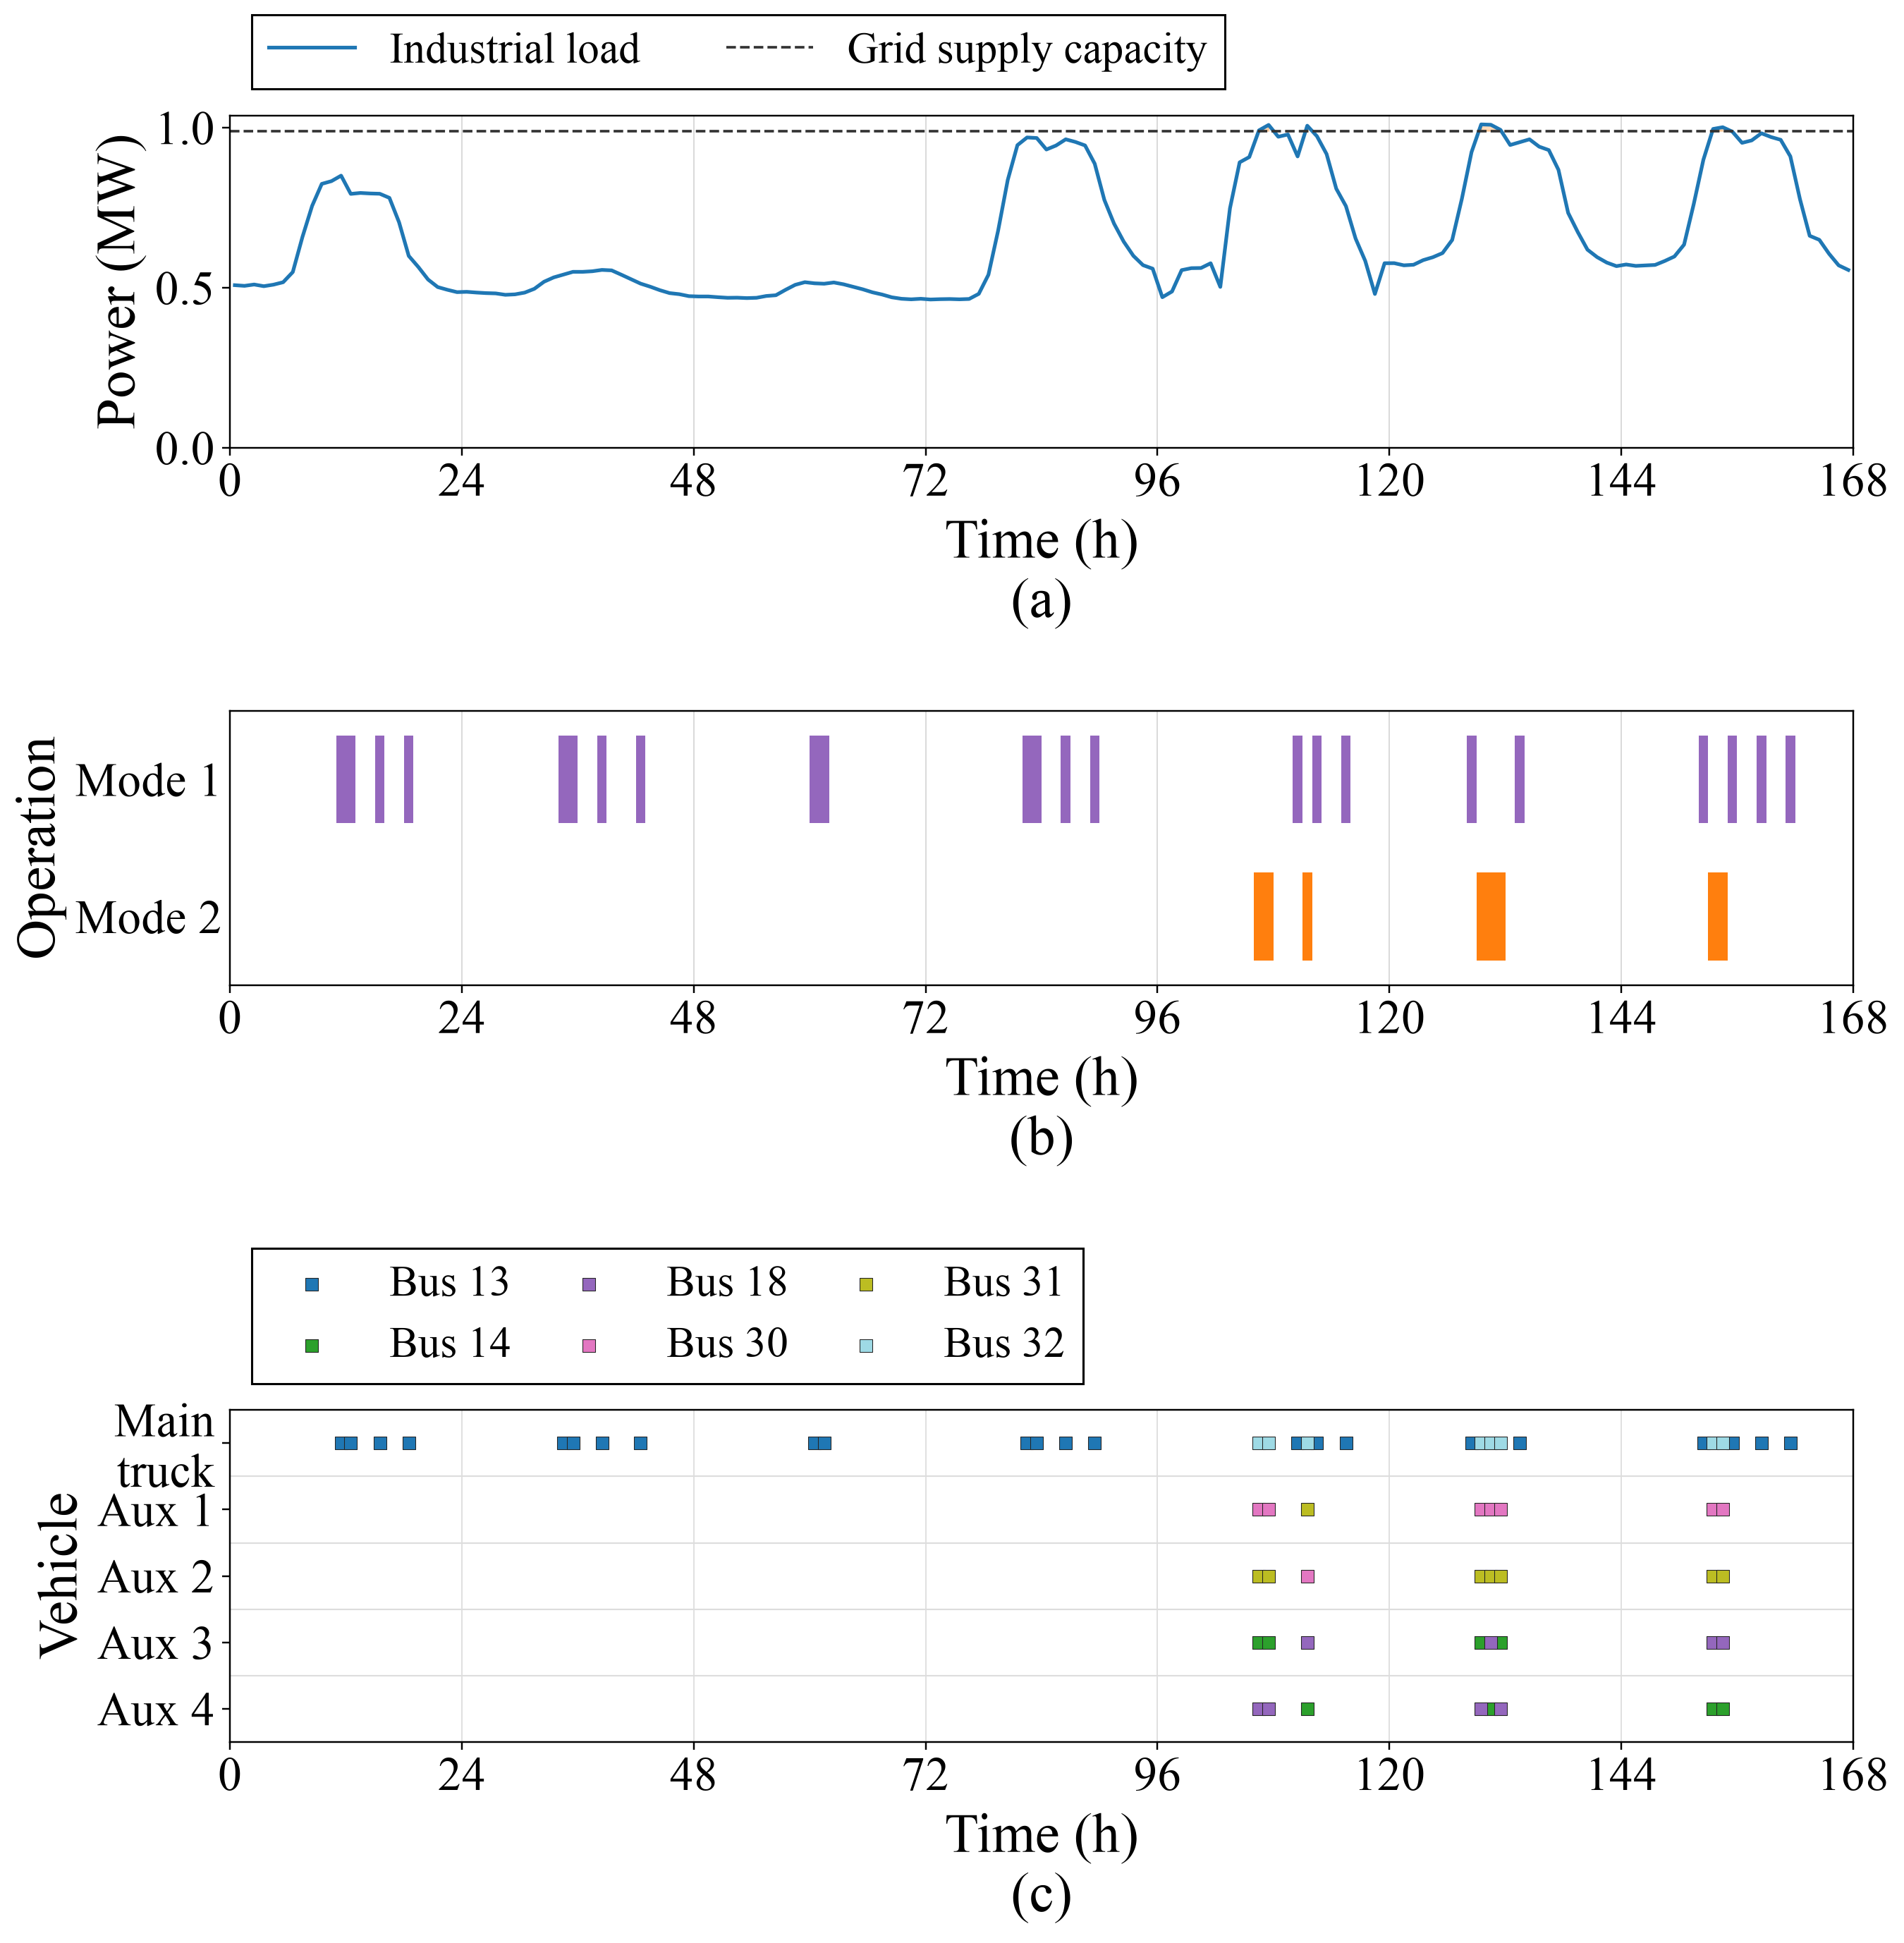 Industrial load Grid supply capacity
Power (MW)
1.0
0.5
0.0
0 24 48 72 96 120 144 168
Time (h)
(a)
Operation
Mode 1
Mode 2
0 24 48 72 96 120 144 168
Time (h)
(b)
Bus 13 Bus 18 Bus 31
Bus 14 Bus 30 Bus 32
Vehicle
Main
truck
Aux 1
Aux 2
Aux 3
Aux 4
0 24 48 72 96 120 144 168
Time (h)
(c)